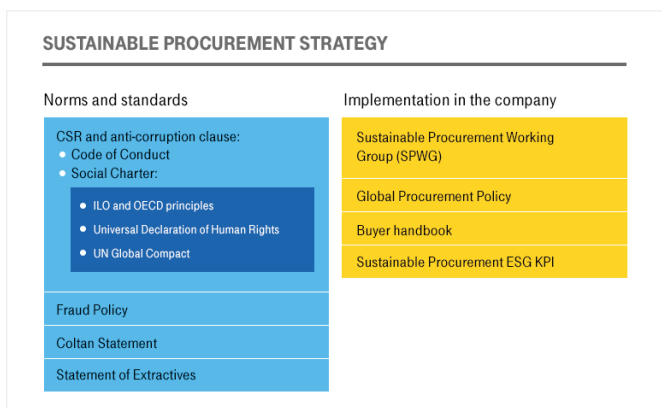 SUSTAINABLE PROCUREMENT STRATEGY
Norms and standards
CSR and anti-corruption clause:
• Code of Conduct
• Social Charter:
• ILO and OECD principles
• Universal Declaration of Human Rights
• UN Global Compact
Fraud Policy
Coltan Statement
Statement of Extractives
Implementation in the company
Sustainable Procurement Working
Group (SPWG)
Global Procurement Policy
Buyer handbook
Sustainable Procurement ESG KPI